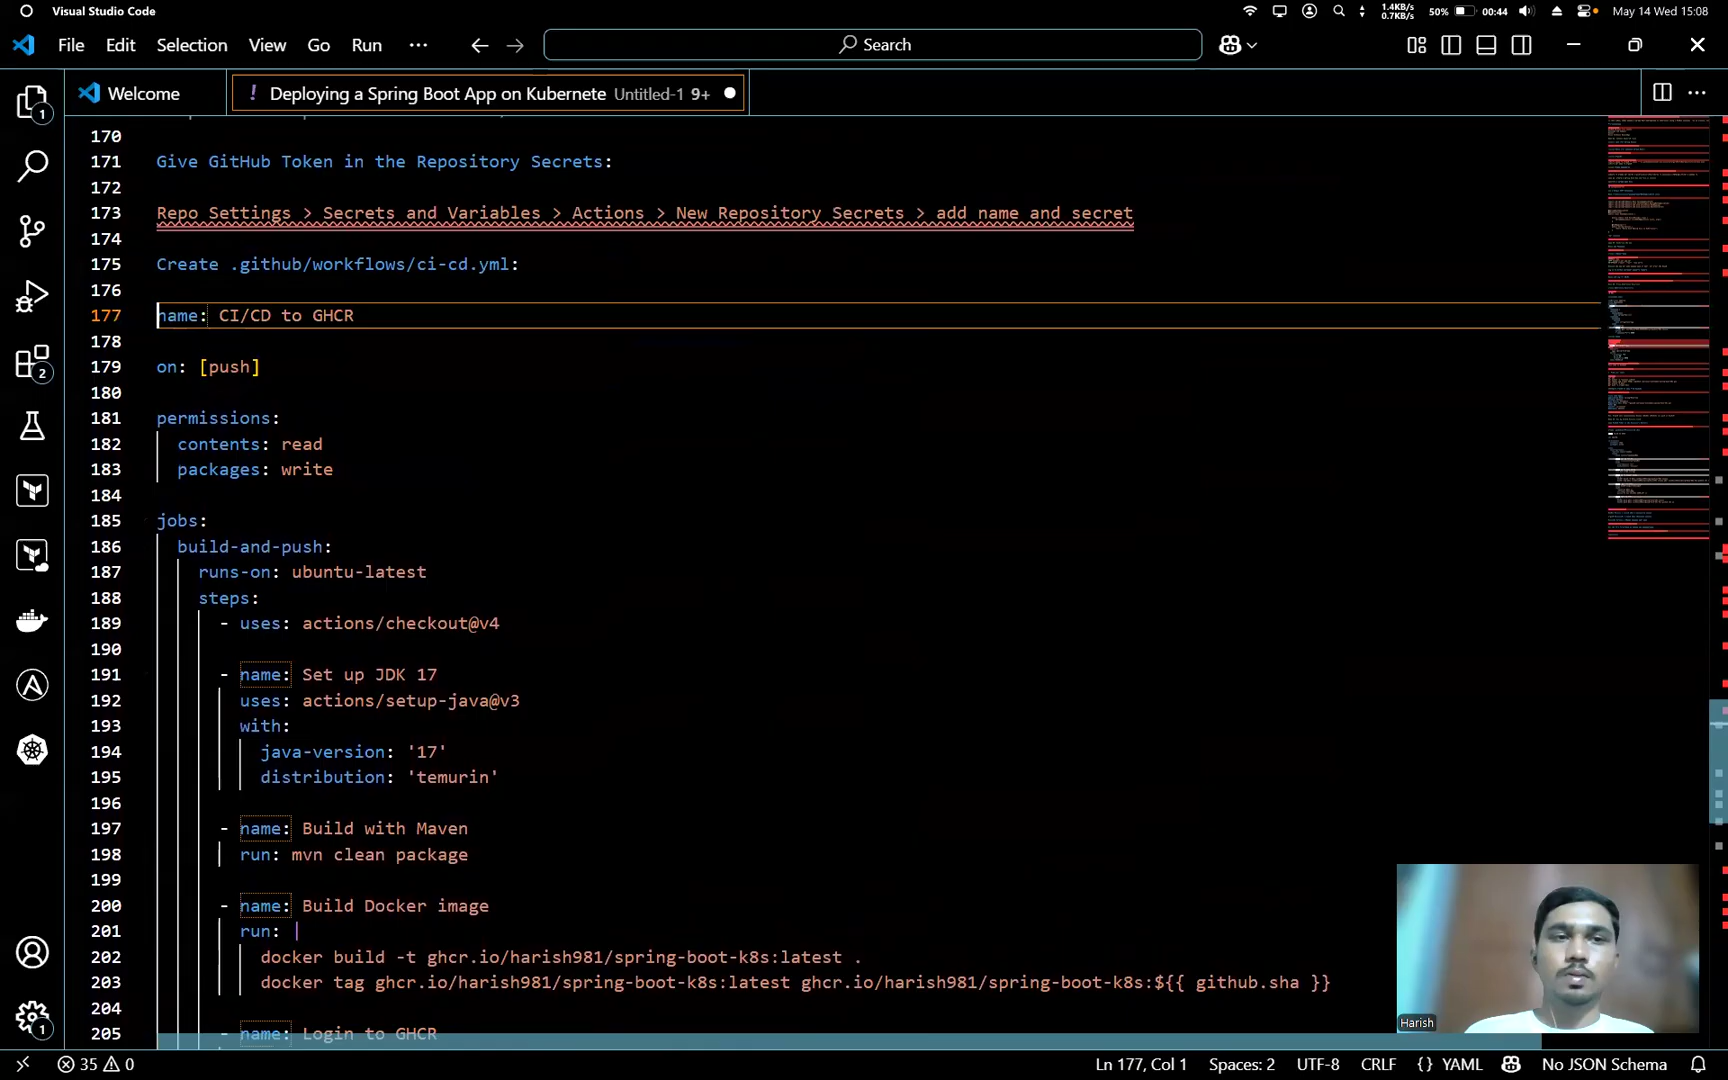 Visual Studio Code
1.4KB/s
0.7KB/s
50%
00:44
May 14 Wed 15:08
File Edit Selection View Go Run ···
Search
Welcome
! Deploying a Spring Boot App on Kubernete Untitled-1 9+
170
171 Give GitHub Token in the Repository Secrets:
172
173 Repo Settings > Secrets and Variables > Actions > New Repository Secrets > add name and secret
174
175 Create .github/workflows/ci-cd.yml:
176
177 name: CI/CD to GHCR
178
179 on: [push]
180
181 permissions:
182 contents: read
183 packages: write
184
185 jobs:
186 build-and-push:
187 runs-on: ubuntu-latest
188 steps:
189 - uses: actions/checkout@v4
190
191 - name: Set up JDK 17
192 uses: actions/setup-java@v3
193 with:
194 java-version: '17'
195 distribution: 'temurin'
196
197 - name: Build with Maven
198 run: mvn clean package
199
200 - name: Build Docker image
201 run: |
202 docker build -t ghcr.io/harish981/spring-boot-k8s:latest .
203 docker tag ghcr.io/harish981/spring-boot-k8s:latest ghcr.io/harish981/spring-boot-k8s:${{ github.sha }}
204
205 - name: Login to GHCR
1
2
1
Harish
35 0
Ln 177, Col 1 Spaces: 2 UTF-8 CRLF {} YAML No JSON Schema